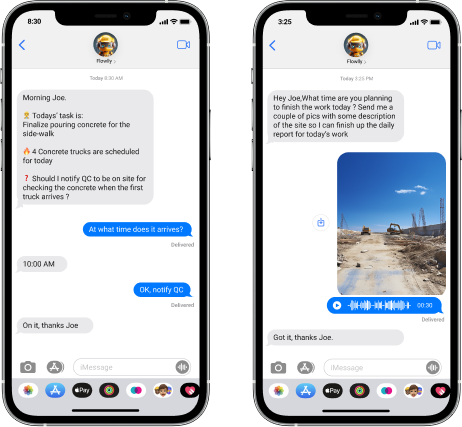 8:30
Flowlly
Today 8:30 AM
Morning Joe.
Todays' task is:
Finalize pouring concrete for the
side-walk
4 Concrete trucks are scheduled
for today
❓ Should I notify QC to be on site for
checking the concrete when the first
truck arrives ?
At what time does it arrives?
Delivered
10:00 AM
OK, notify QC
Delivered
On it, thanks Joe
iMessage
Pay
3:25
Flowlly
Today 3:25 PM
Hey Joe,What time are you planning
to finish the work today ? Send me a
couple of pics with some description
of the site so I can finish up the daily
report for today's work
00:30
Delivered
Got it, thanks Joe.
iMessage
Pay